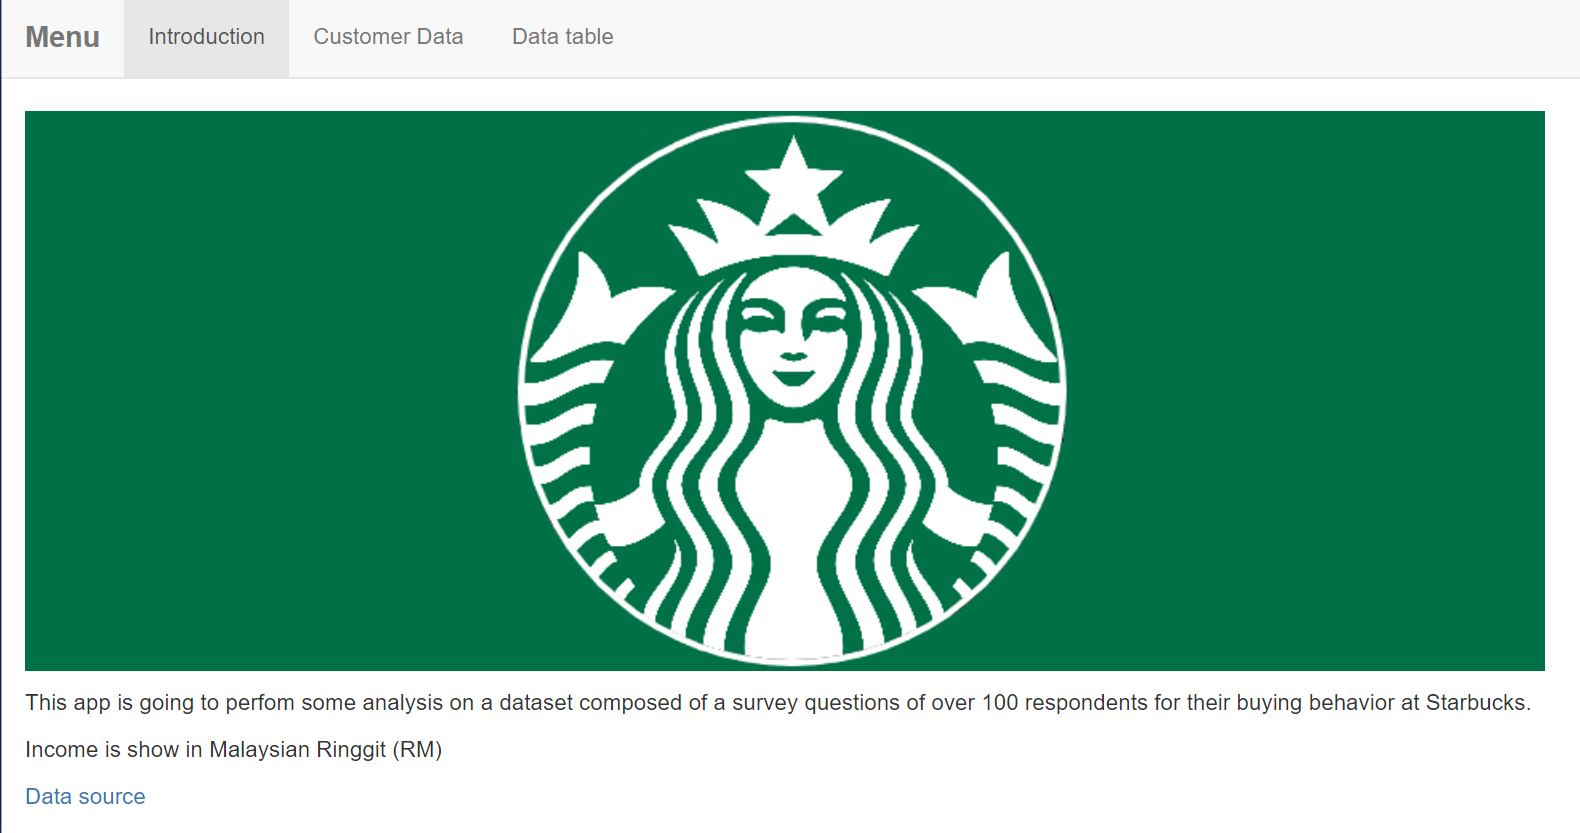 Menu Introduction Customer Data Data table
This app is going to perfom some analysis on a dataset composed of a survey questions of over 100 respondents for their buying behavior at Starbucks.
Income is show in Malaysian Ringgit (RM)
Data source